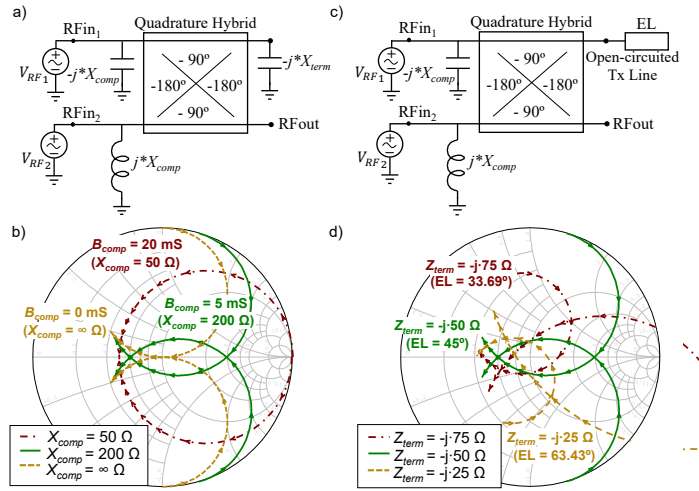 a)
Quadrature Hybrid
RFin1
-j*Xcomp
VRF1
- 90º
-180º
-180º
- 90º
-j*Xterm
RFin2
RFout
VRF2
j*Xcomp
c)
Quadrature Hybrid
EL
RFin1
Open-circuited
Tx Line
-j*Xcomp
VRF1
- 90º
-180º
-180º
- 90º
RFin2
RFout
VRF2
j*Xcomp
b)
Bcomp = 20 mS
(Xcomp = 50 Ω)
Bcomp = 0 mS
(Xcomp = ∞ Ω)
Bcomp = 5 mS
(Xcomp = 200 Ω)
Xcomp = 50 Ω
Xcomp = 200 Ω
Xcomp = ∞ Ω
d)
Zterm = -j·75 Ω
(EL = 33.69º)
Zterm = -j·50 Ω
(EL = 45º)
Zterm = -j·25 Ω
(EL = 63.43º)
Zterm = -j·75 Ω
Zterm = -j·50 Ω
Zterm = -j·25 Ω